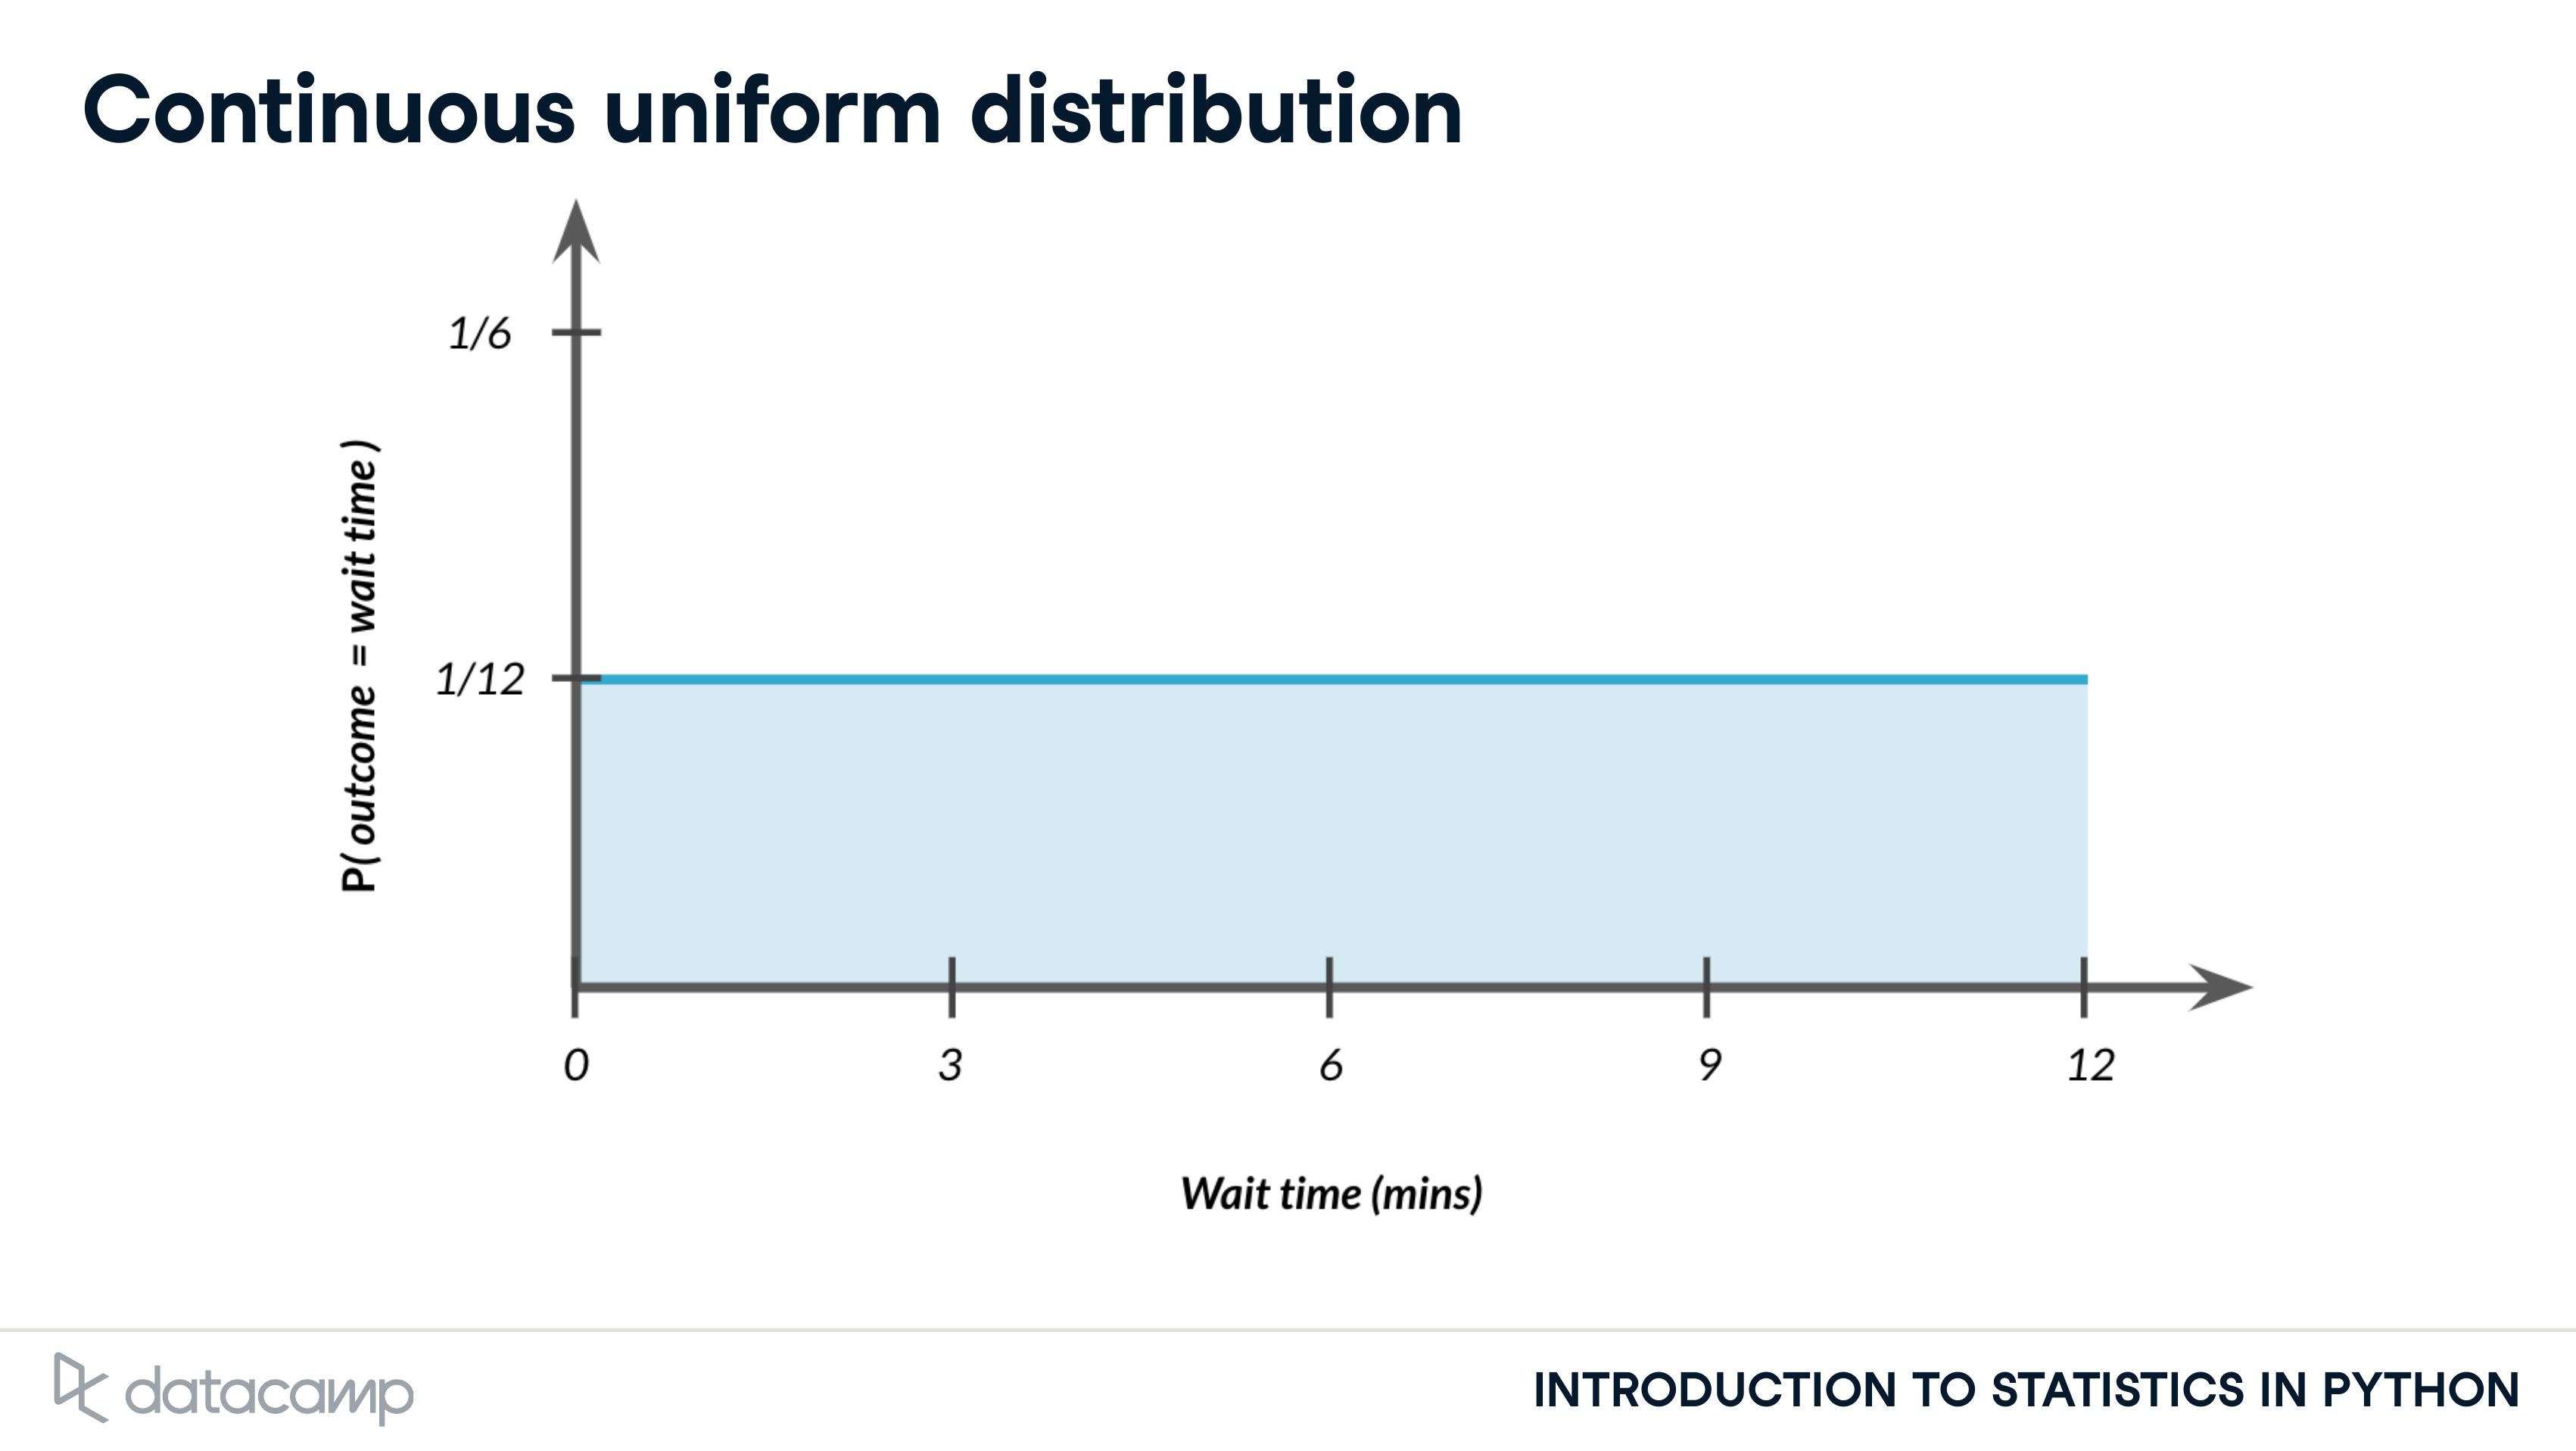 Continuous uniform distribution
1/6
P( outcome = wait time )
1/12
0 3 6 9 12
Wait time (mins)
datacamp
INTRODUCTION TO STATISTICS IN PYTHON